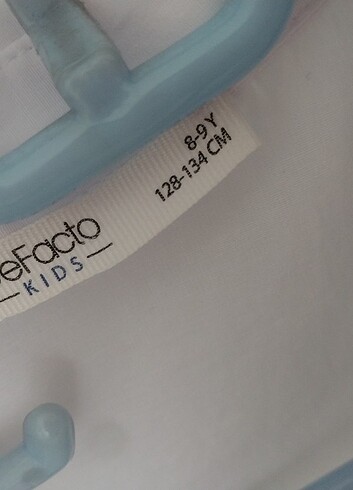 8-9 Y
128-134 CM
eFacto
— KIDS —